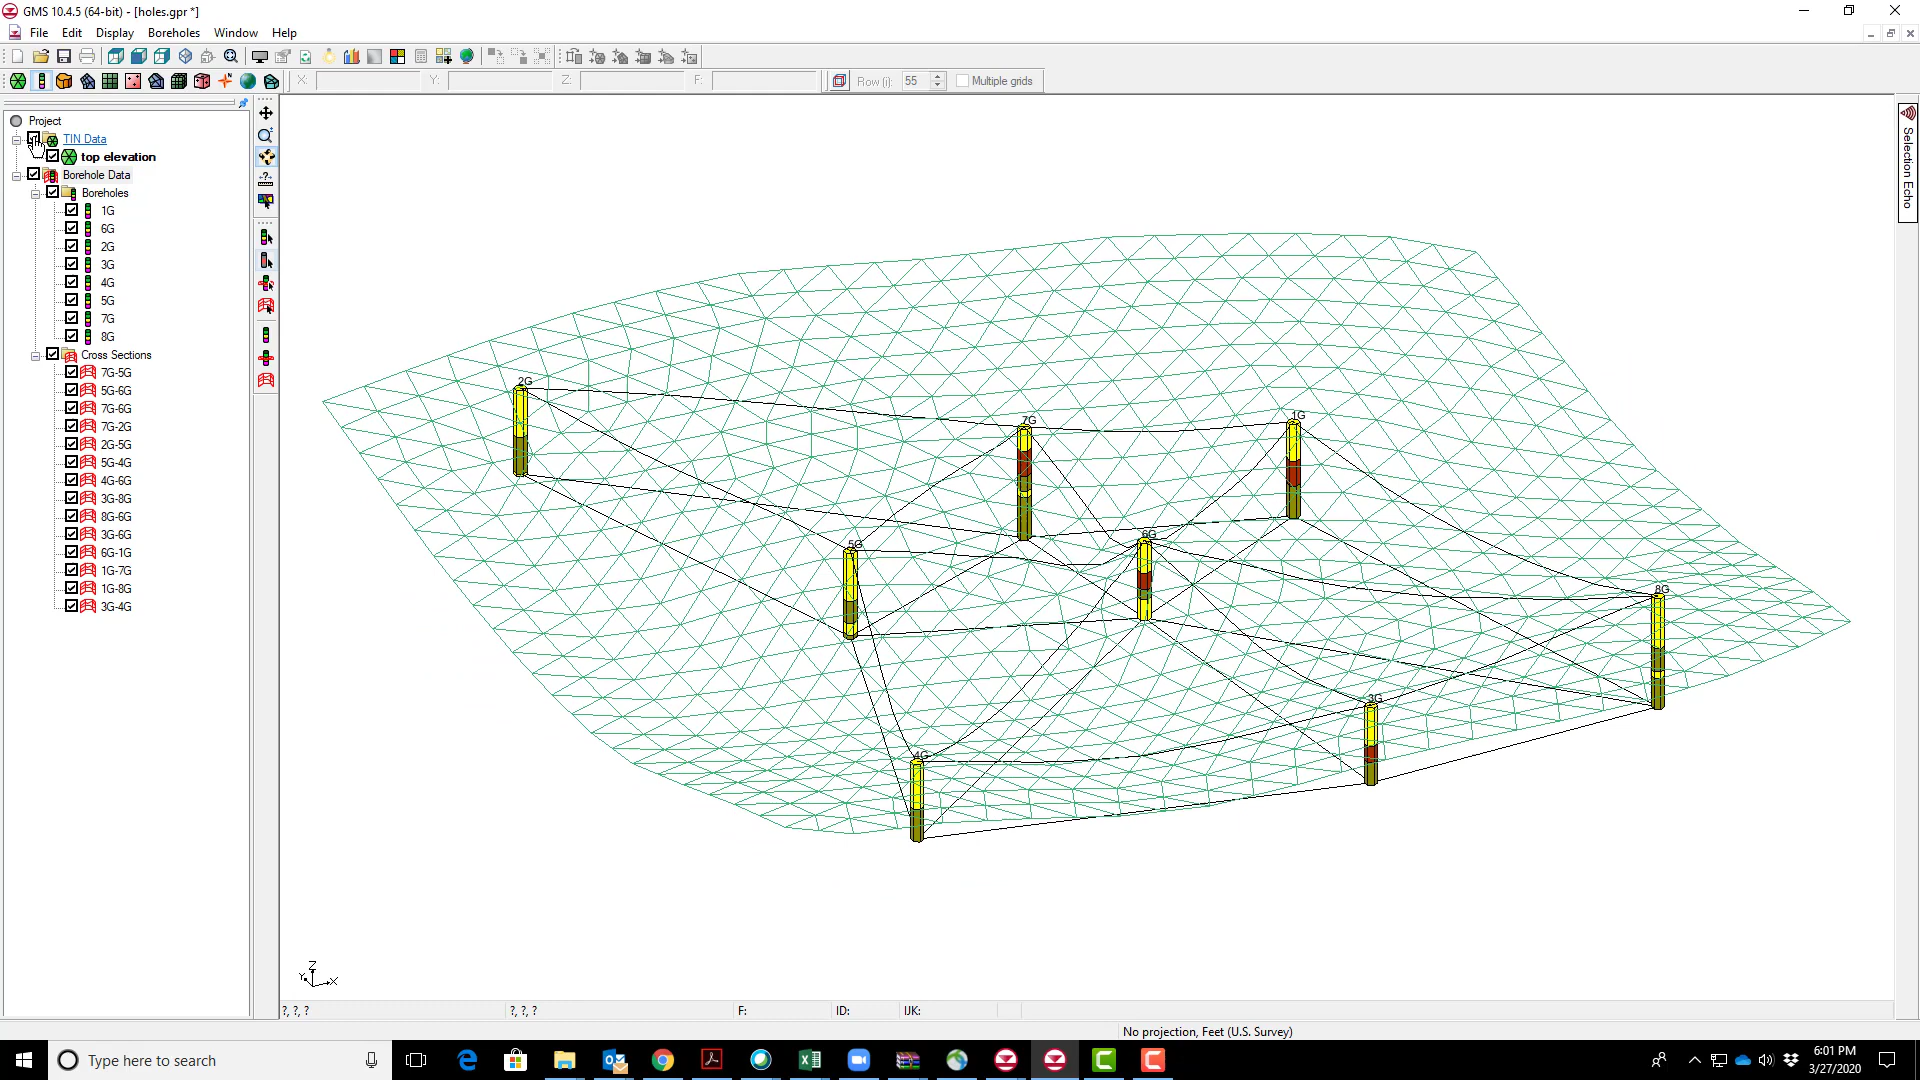 GMS 10.4.5 (64-bit) - [holes.gpr *]
File Edit Display Boreholes Window Help
X: Y: Z: F: Row (i): 55 Multiple grids
Project
TIN Data
top elevation
Borehole Data
Boreholes
1G
6G
2G
3G
4G
5G
7G
8G
Cross Sections
7G-5G
5G-6G
7G-6G
7G-2G
2G-5G
5G-4G
4G-6G
3G-8G
8G-6G
3G-6G
6G-1G
1G-7G
1G-8G
3G-4G
2G
7G
1G
5G
6G
8G
3G
4G
Z
Y
X
Selection Echo
?, ?, ? ?, ?, ? F: ID: IJK:
No projection, Feet (U.S. Survey)
Type here to search
6:01 PM
3/27/2020